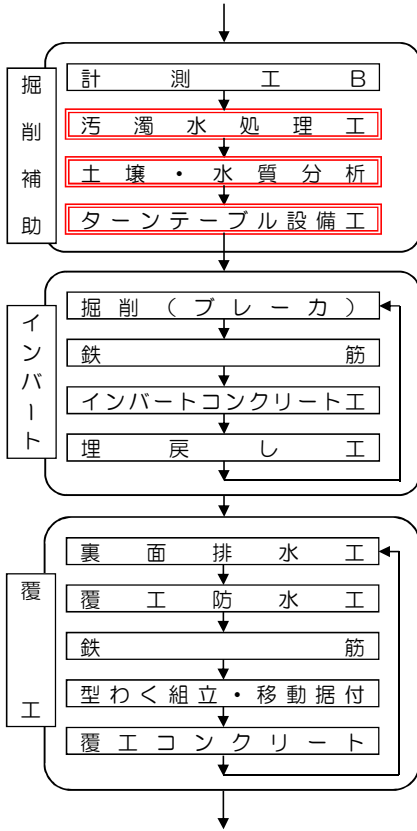 掘削補助
計測工B
汚濁水処理工
土壌・水質分析
ターンテーブル設備工
インバート
掘削（ブレーカ）
鉄筋
インバートコンクリート工
埋戻し工
覆工
裏面排水工
覆工防水工
鉄筋
型わく組立・移動据付
覆工コンクリート